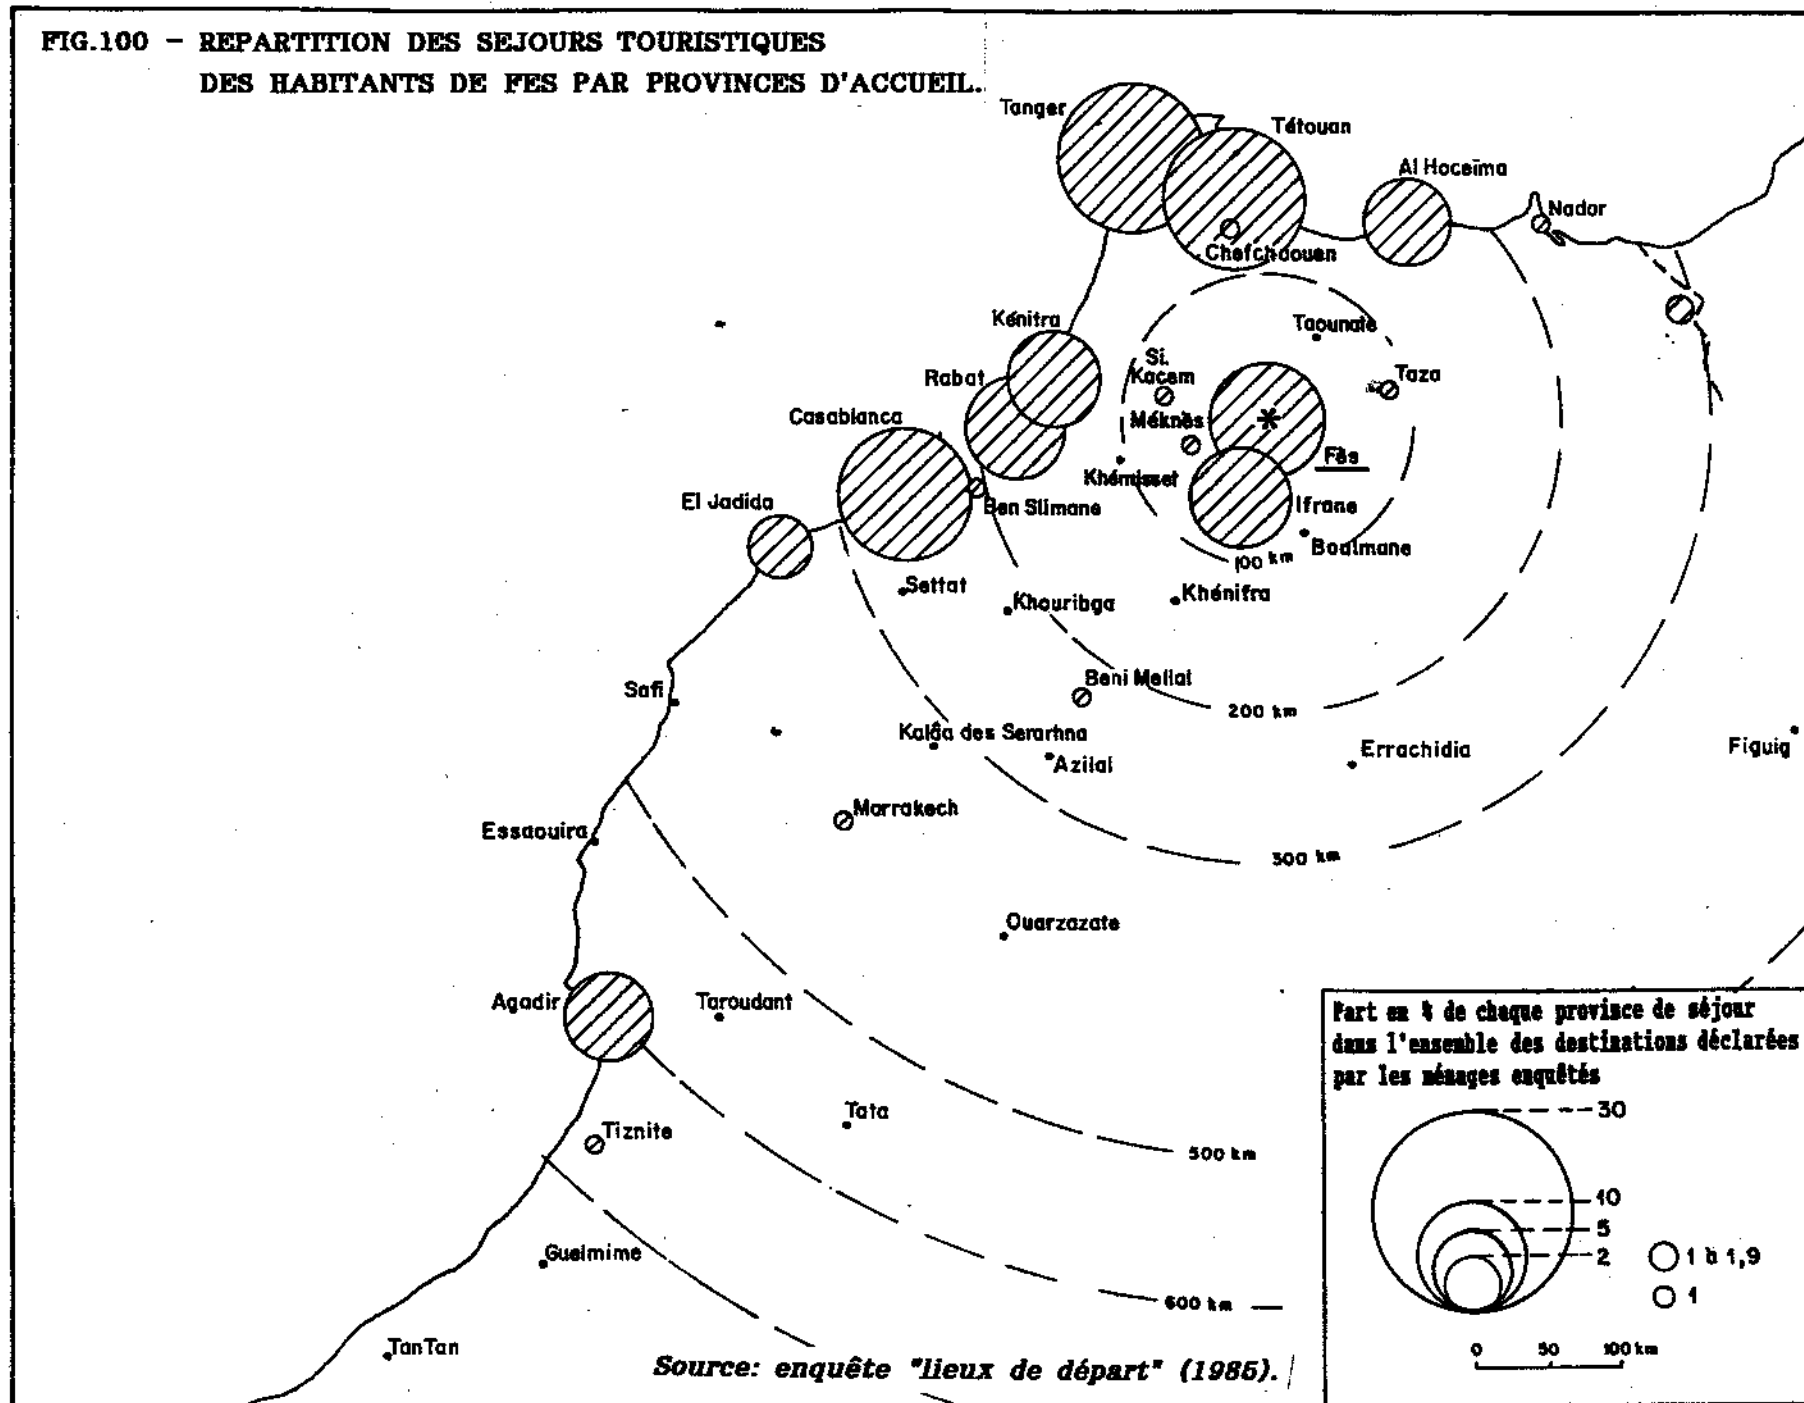 FIG.100 - REPARTITION DES SEJOURS TOURISTIQUES
DES HABITANTS DE FES PAR PROVINCES D'ACCUEIL.
Tanger
Tétouan
Al Hoceïma
Nador
Chefchaouen
Kénitra
Taounate
Si.
Kacem
Taza
Rabat
Casablanca
Méknès
Fès
Khémisset
El Jadida
Ben Slimane
Ifrane
Boulmane
100 km
Settat
Khouribga
Khénifra
Safi
Beni Mellal
200 km
Kalâa des Serarhna
Azilal
Errachidia
Figuig
Marrakech
Essaouira
300 km
Ouarzazate
Agadir
Taroudant
Tata
Tiznite
500 km
Guelmime
600 km
TanTan
Source: enquête "lieux de départ" (1985).
Part en % de chaque province de séjour
dans l'ensemble des destinations déclarées
par les ménages enquêtés
30
10
5
2
1 à 1,9
1
0 50 100 km